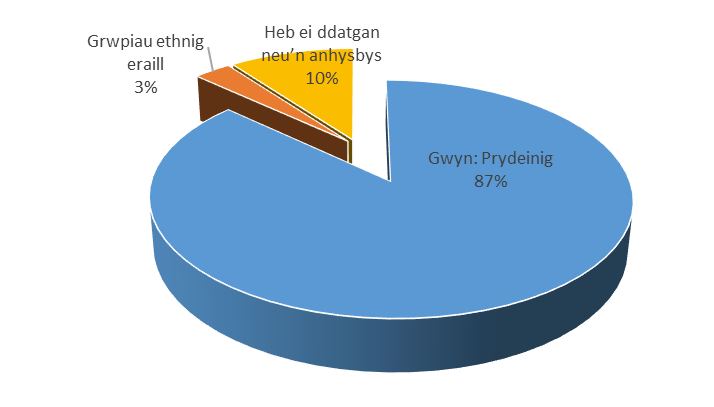 Grwpiau ethnig
eraill
3%
Heb ei ddatgan
neu’n anhysbys
10%
Gwyn: Prydeinig
87%